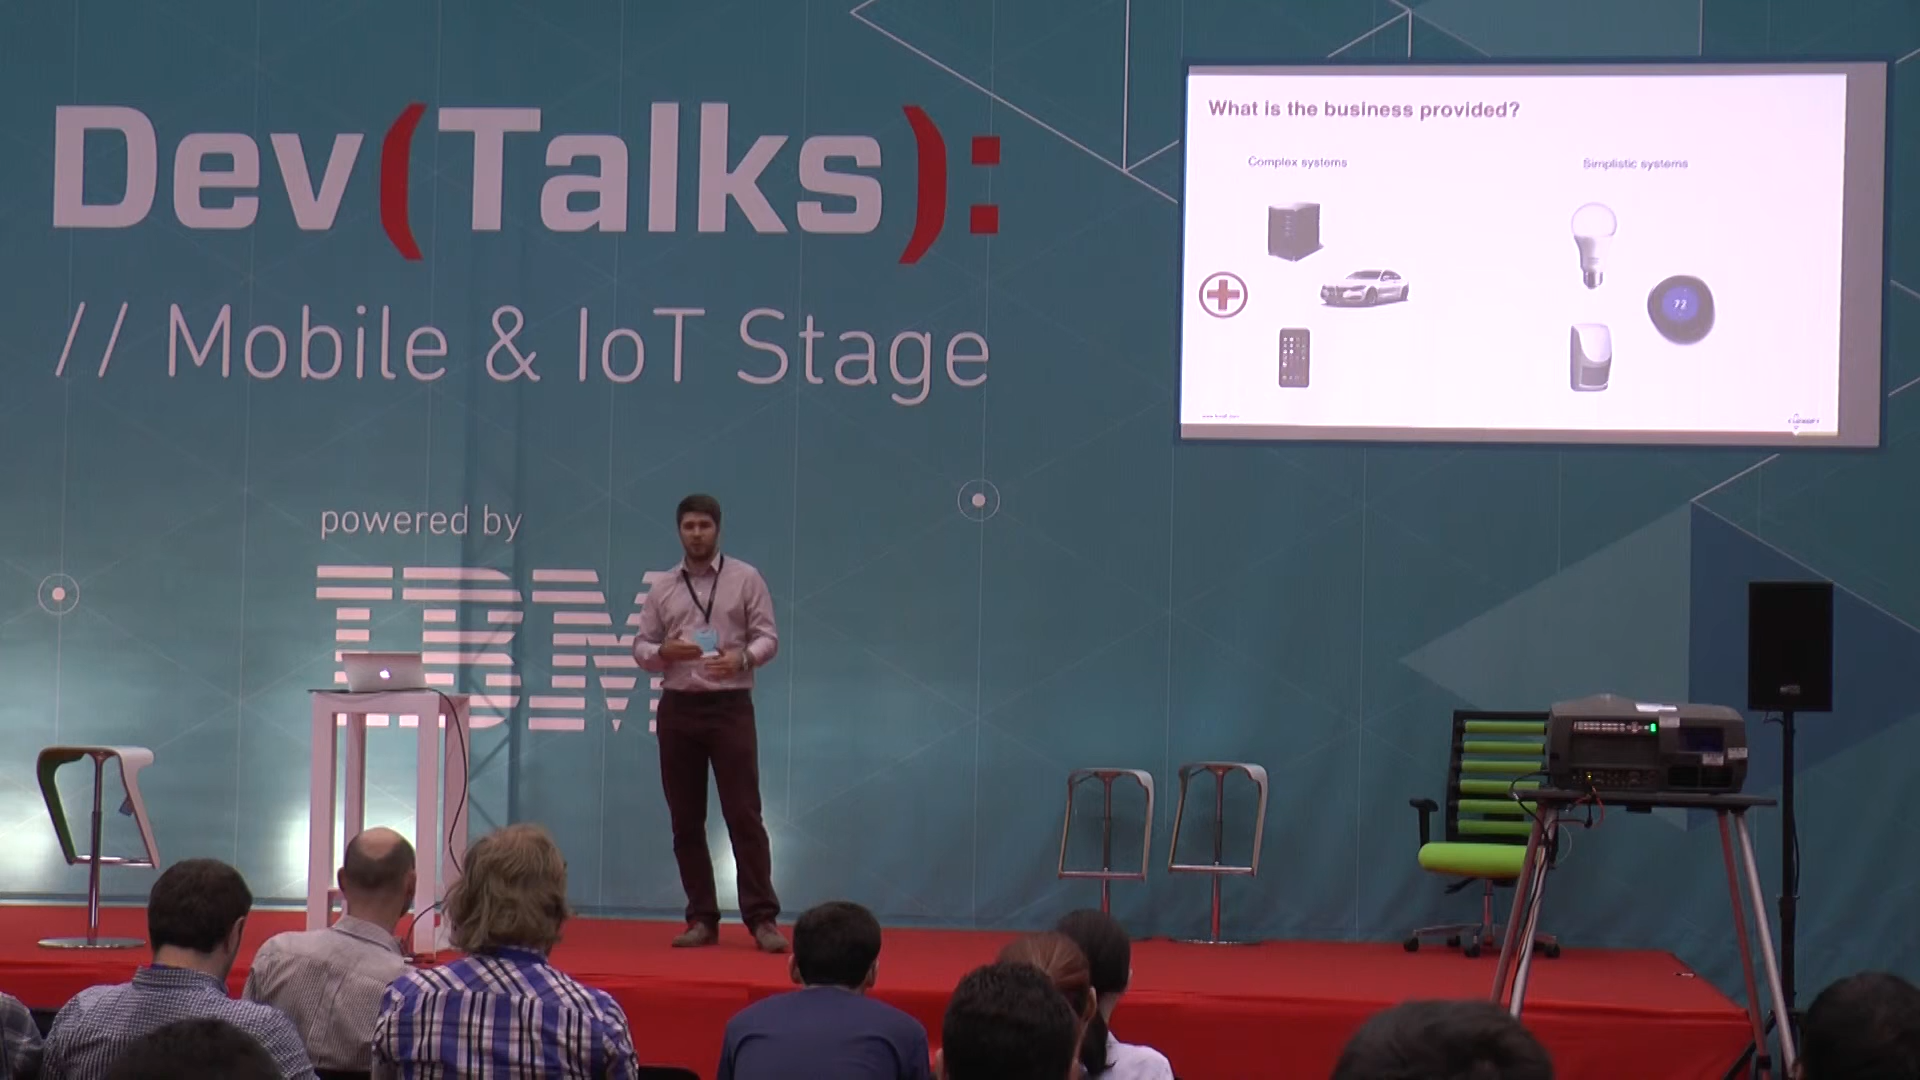 Dev(Talks):
// Mobile & IoT Stage
powered by
IBM
What is the business provided?
Complex systems
Simplistic systems
72